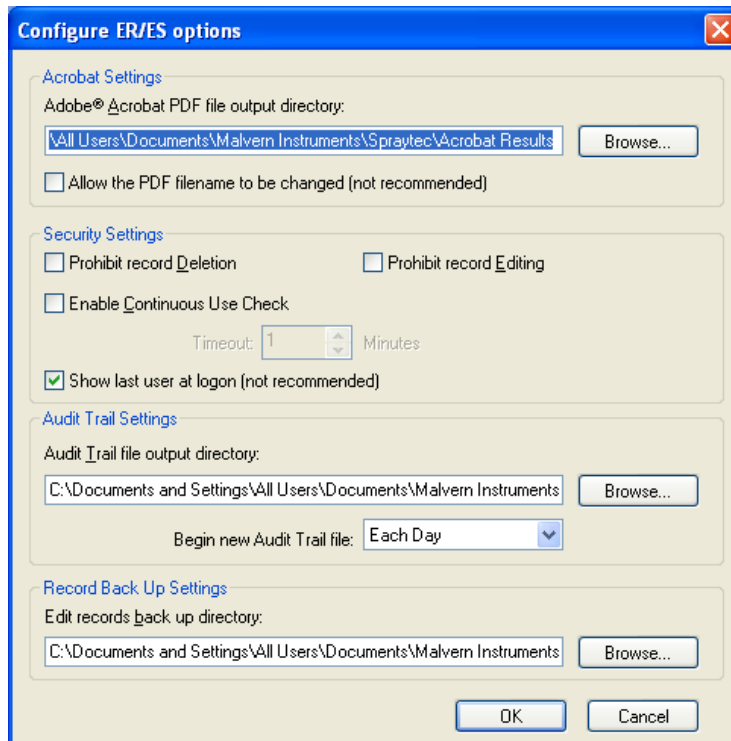 Configure ER/ES options
Acrobat Settings
Adobe® Acrobat PDF file output directory:
\All Users\Documents\Malvern Instruments\Spraytec\Acrobat Results
Browse...
Allow the PDF filename to be changed (not recommended)
Security Settings
Prohibit record Deletion
Prohibit record Editing
Enable Continuous Use Check
Timeout: 1 Minutes
Show last user at logon (not recommended)
Audit Trail Settings
Audit Trail file output directory:
C:\Documents and Settings\All Users\Documents\Malvern Instruments
Browse...
Begin new Audit Trail file: Each Day
Record Back Up Settings
Edit records back up directory:
C:\Documents and Settings\All Users\Documents\Malvern Instruments
Browse...
OK
Cancel